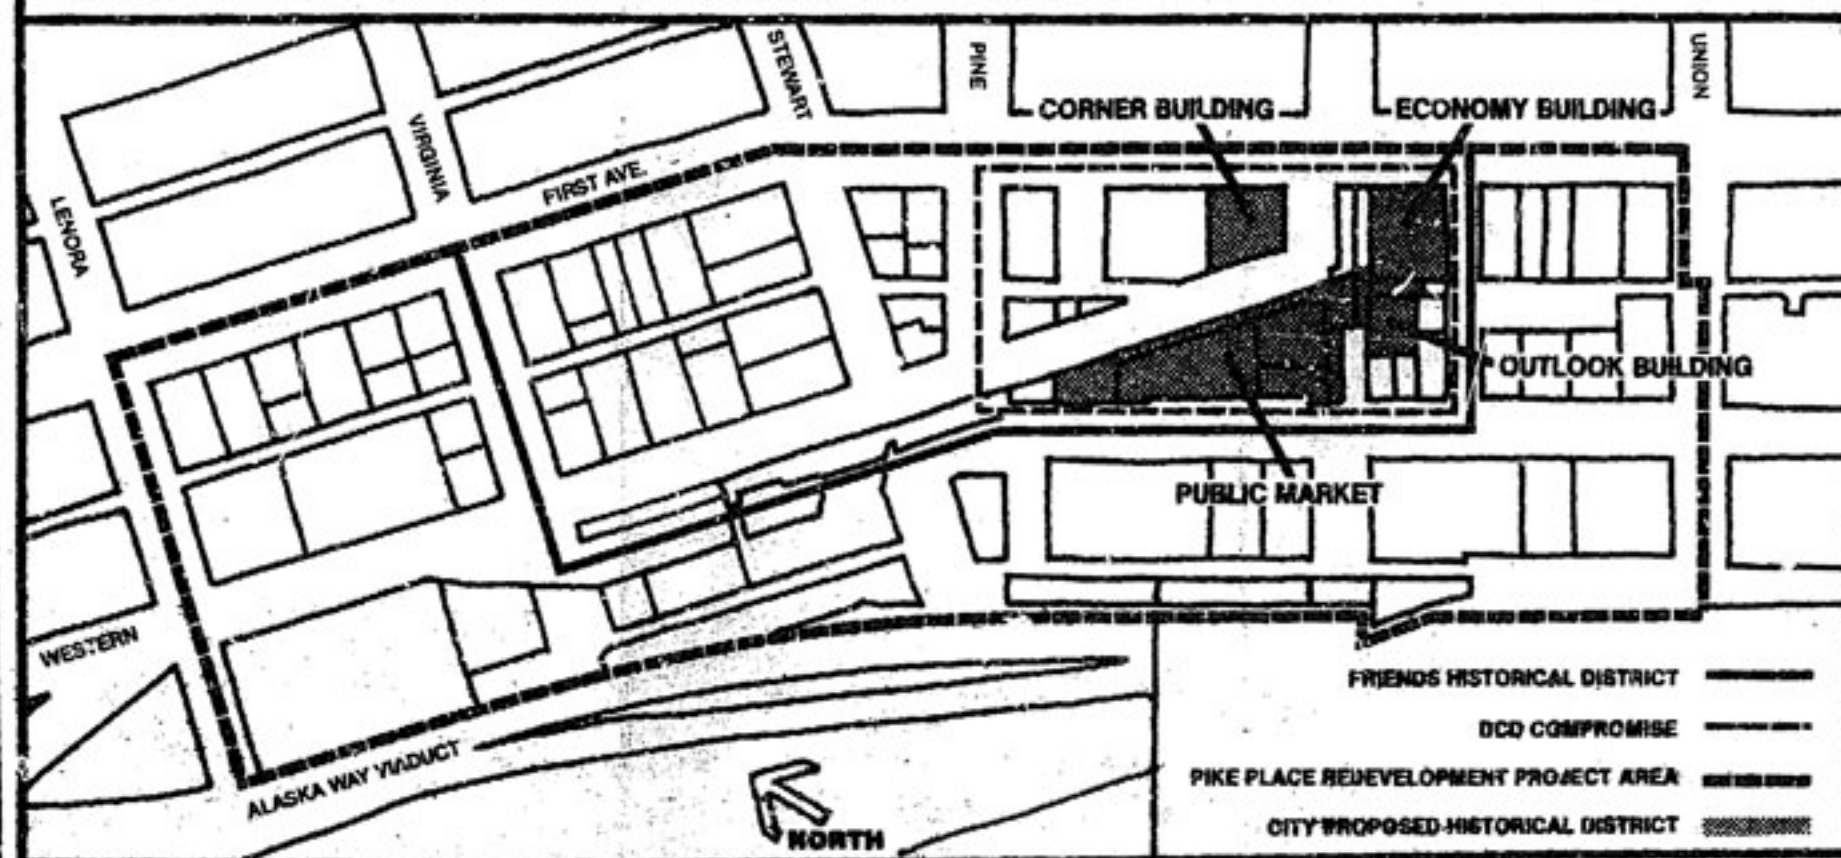 STEWART
PINE
UNION
CORNER BUILDING
ECONOMY BUILDING
VIRGINIA
FIRST AVE.
LENORA
OUTLOOK BUILDING
PUBLIC MARKET
WESTERN
FRIENDS HISTORICAL DISTRICT
DCD COMPROMISE
ALASKA WAY VIADUCT
PIKE PLACE REDEVELOPMENT PROJECT AREA
NORTH
CITY PROPOSED HISTORICAL DISTRICT